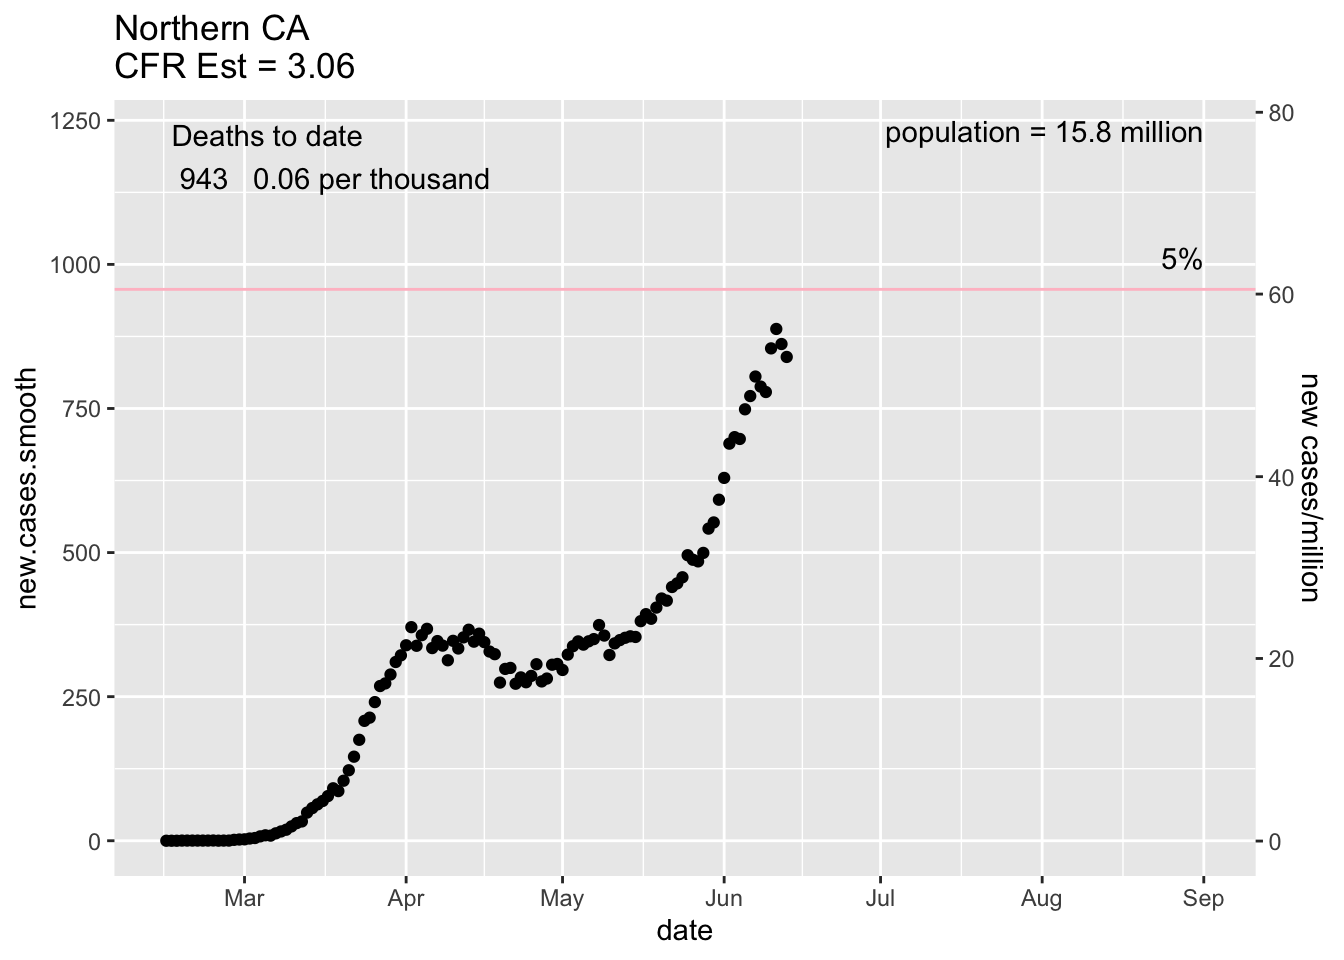 Northern CA
CFR Est = 3.06
Deaths to date
943   0.06 per thousand
population = 15.8 million
5%
new.cases.smooth
1250
1000
750
500
250
0
80
60
40
20
0
new cases/million
Mar Apr May Jun Jul Aug Sep
date